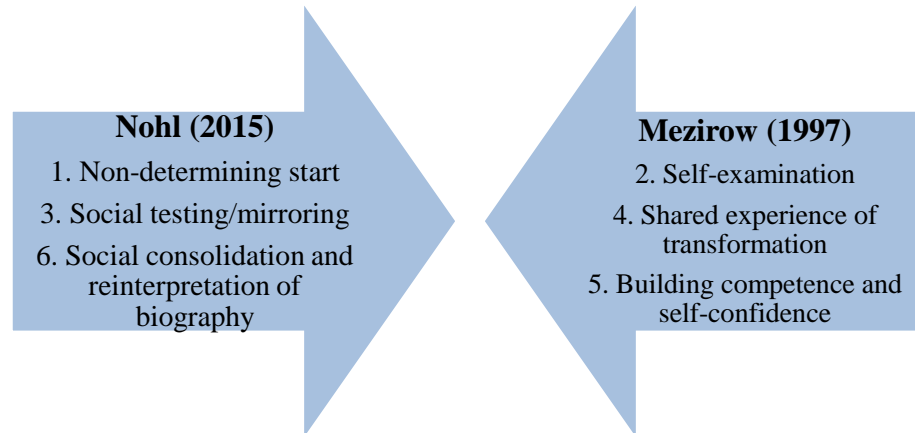 Nohl (2015)
1. Non-determining start
3. Social testing/mirroring
6. Social consolidation and
reinterpretation of
biography
Mezirow (1997)
2. Self-examination
4. Shared experience of
transformation
5. Building competence and
self-confidence